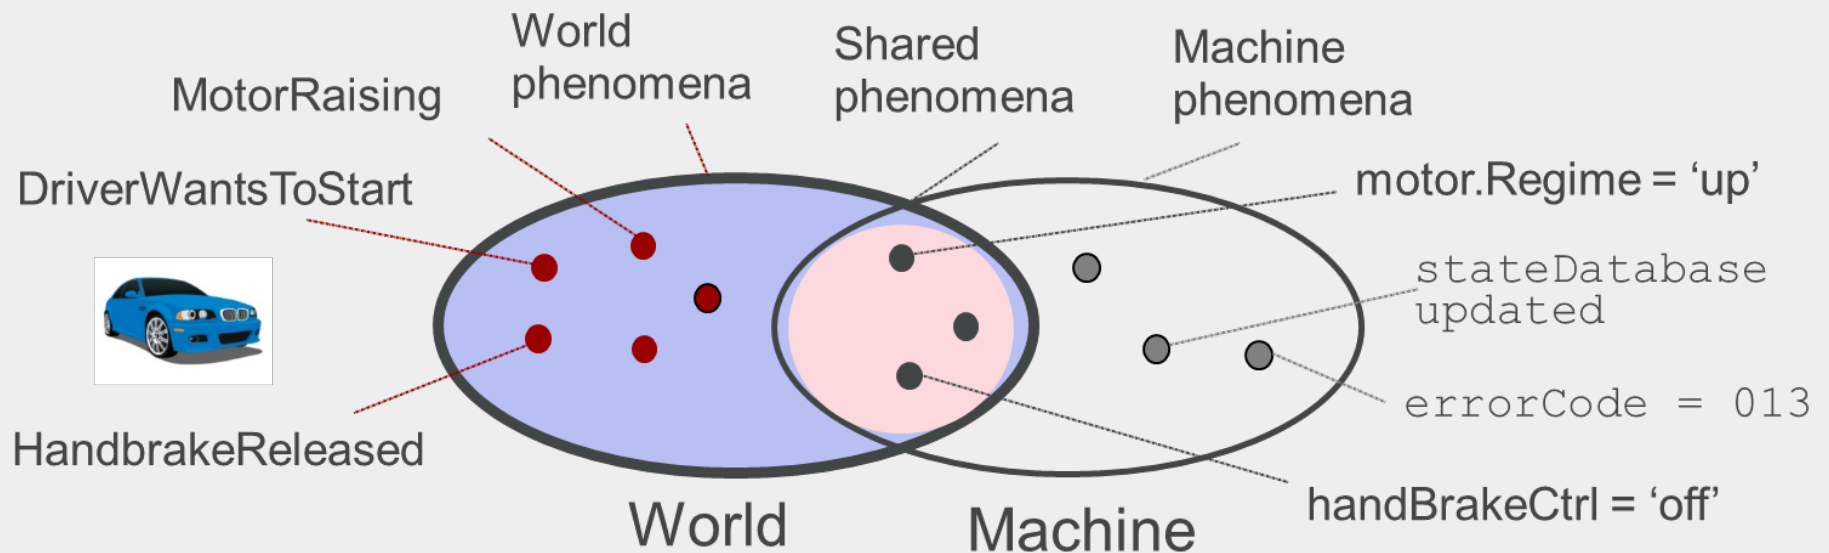 World
phenomena
Shared
phenomena
Machine
phenomena
MotorRaising
DriverWantsToStart
motor.Regime = ‘up’
stateDatabase
updated
errorCode = 013
HandbrakeReleased
handBrakeCtrl = ‘off’
World
Machine